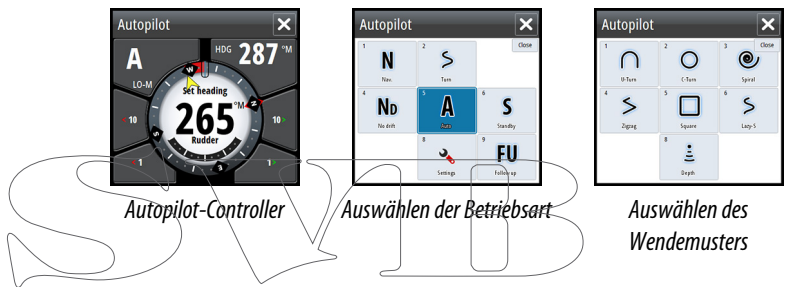 Autopilot
A
LO-M
HDG 287 °M
W
N
S
E
Set heading
265 °M
Rudder
10
10
1
1
Autopilot-Controller
Autopilot
Close
1
N
Nav.
2
Turn
4
ND
No drift
5
A
Auto
6
S
Standby
8
Settings
9
FU
Follow up
Auswählen der Betriebsart
Autopilot
Close
1
U-Turn
2
C-Turn
3
Spiral
4
Zigzag
5
Square
6
Lazy-S
8
Depth
Auswählen des
Wendemusters
SVB